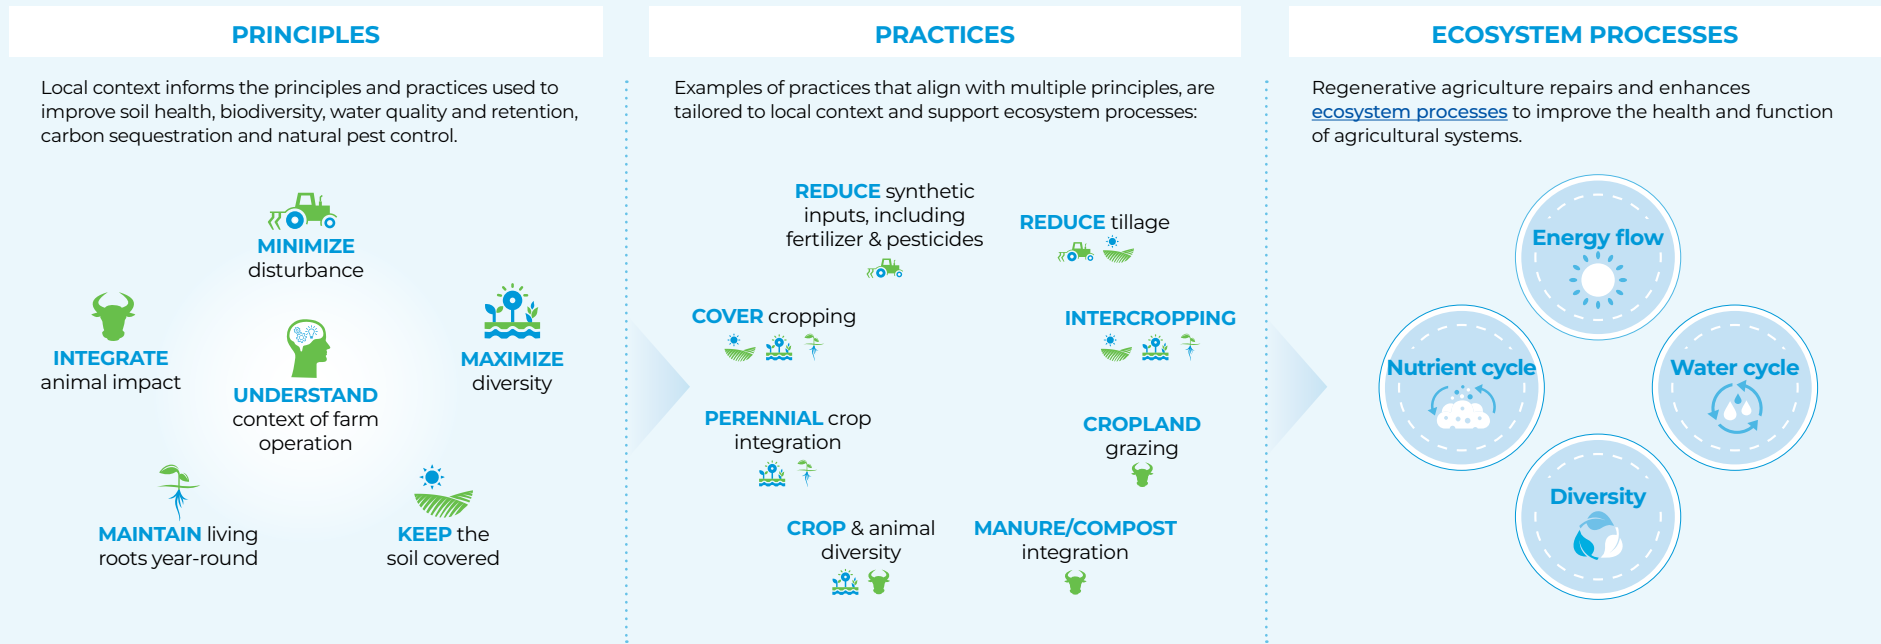 PRINCIPLES
Local context informs the principles and practices used to
improve soil health, biodiversity, water quality and retention,
carbon sequestration and natural pest control.
MINIMIZE
disturbance
INTEGRATE
animal impact
MAXIMIZE
diversity
UNDERSTAND
context of farm
operation
MAINTAIN living
roots year-round
KEEP the
soil covered
PRACTICES
Examples of practices that align with multiple principles, are
tailored to local context and support ecosystem processes:
REDUCE synthetic
inputs, including
fertilizer & pesticides
REDUCE tillage
COVER cropping
INTERCROPPING
PERENNIAL crop
integration
CROPLAND
grazing
CROP & animal
diversity
MANURE/COMPOST
integration
ECOSYSTEM PROCESSES
Regenerative agriculture repairs and enhances
ecosystem processes to improve the health and function
of agricultural systems.
Energy flow
Nutrient cycle
Water cycle
Diversity